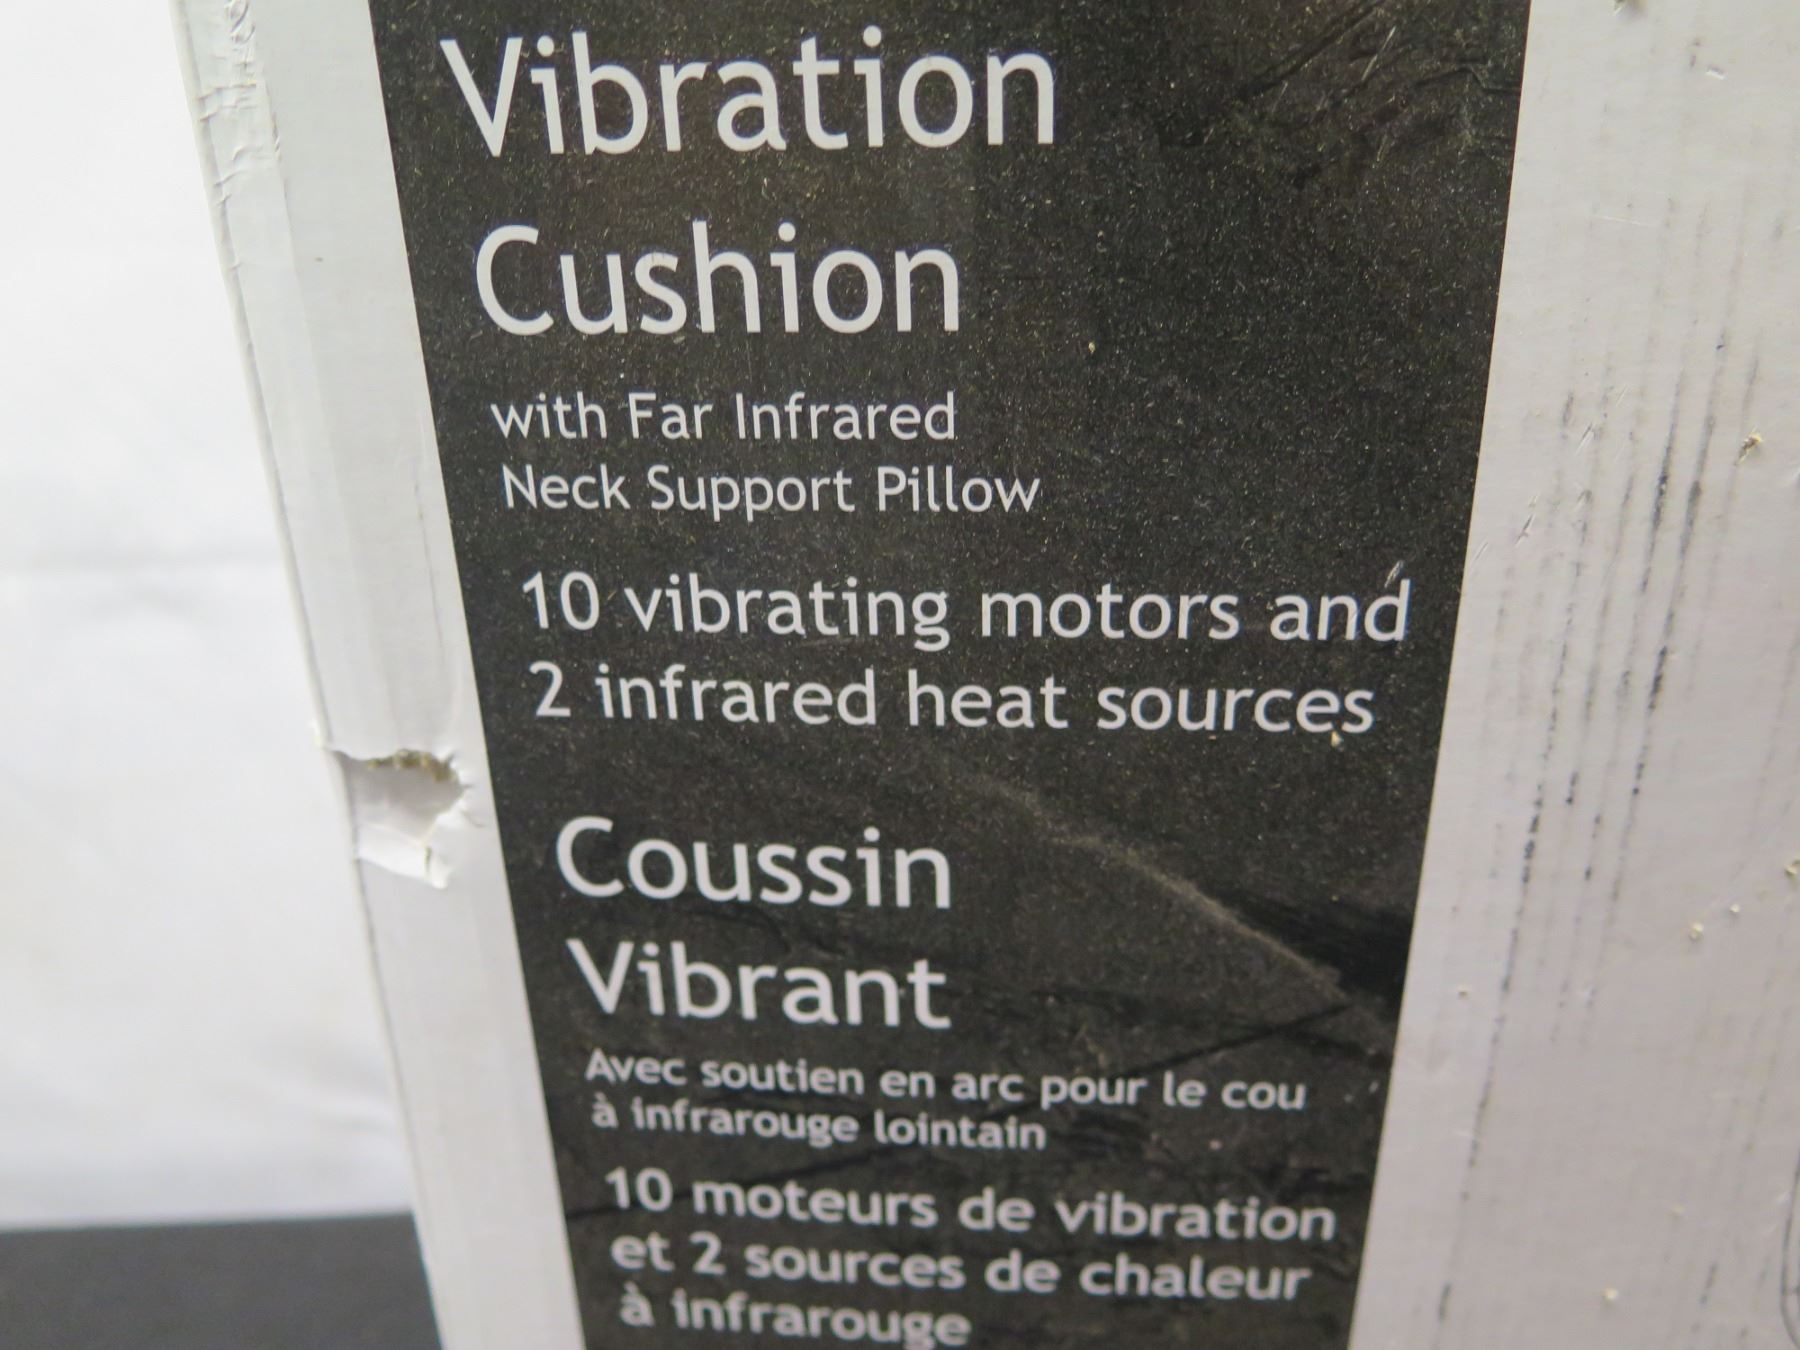 Vibration
Cushion
with Far Infrared
Neck Support Pillow
10 vibrating motors and
2 infrared heat sources
Coussin
Vibrant
Avec soutien en arc pour le cou
à infrarouge lointain
10 moteurs de vibration
et 2 sources de chaleur
à infrarouge